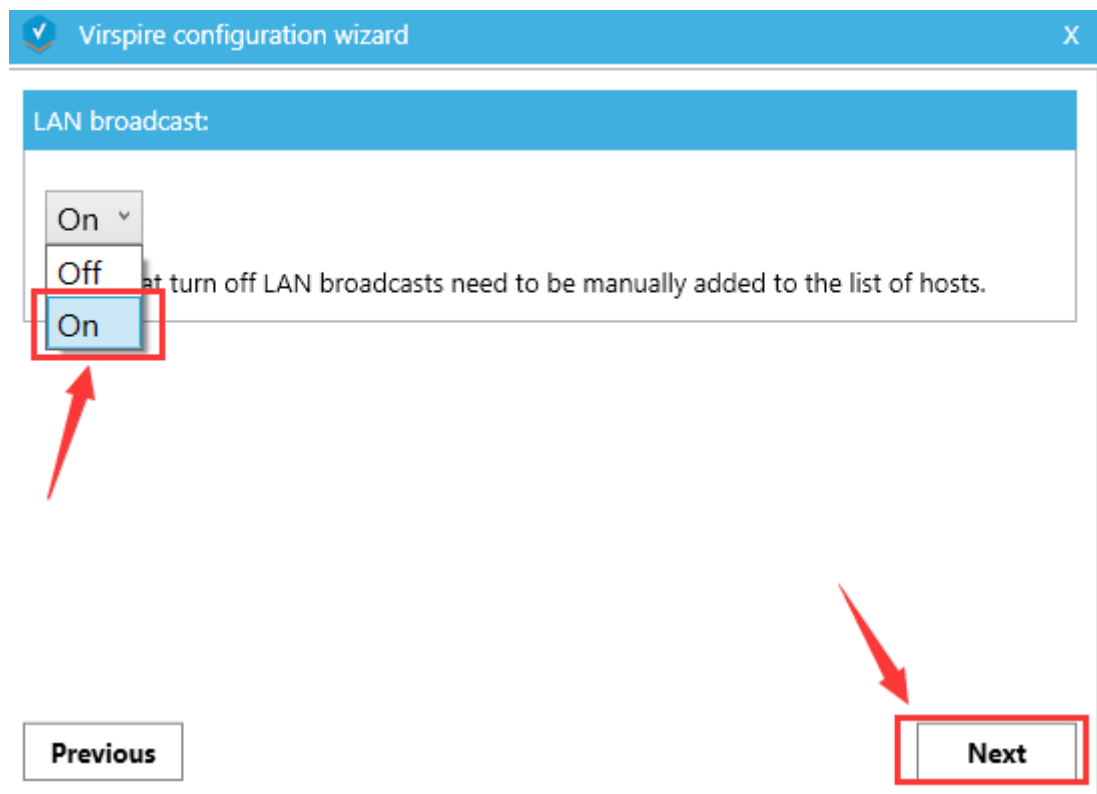 Virspire configuration wizard X
LAN broadcast:
On
Off
turn off LAN broadcasts need to be manually added to the list of hosts.
On
Previous Next